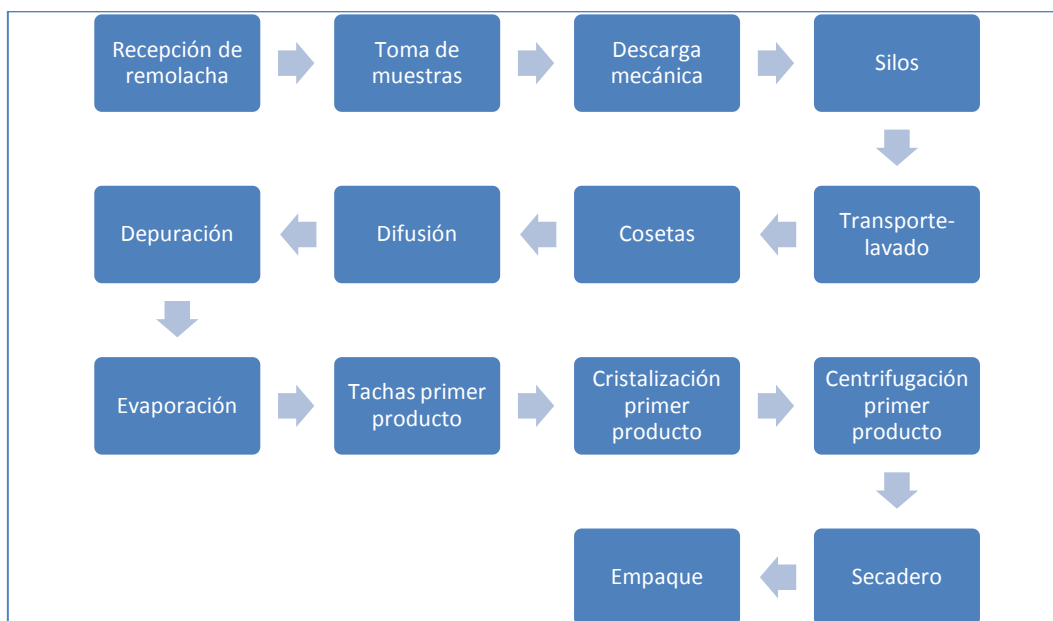 Recepción de
remolacha
Toma de
muestras
Descarga
mecánica
Silos
Transporte-
lavado
Cosetas
Difusión
Depuración
Evaporación
Tachas primer
producto
Cristalización
primer
producto
Centrifugación
primer
producto
Secadero
Empaque